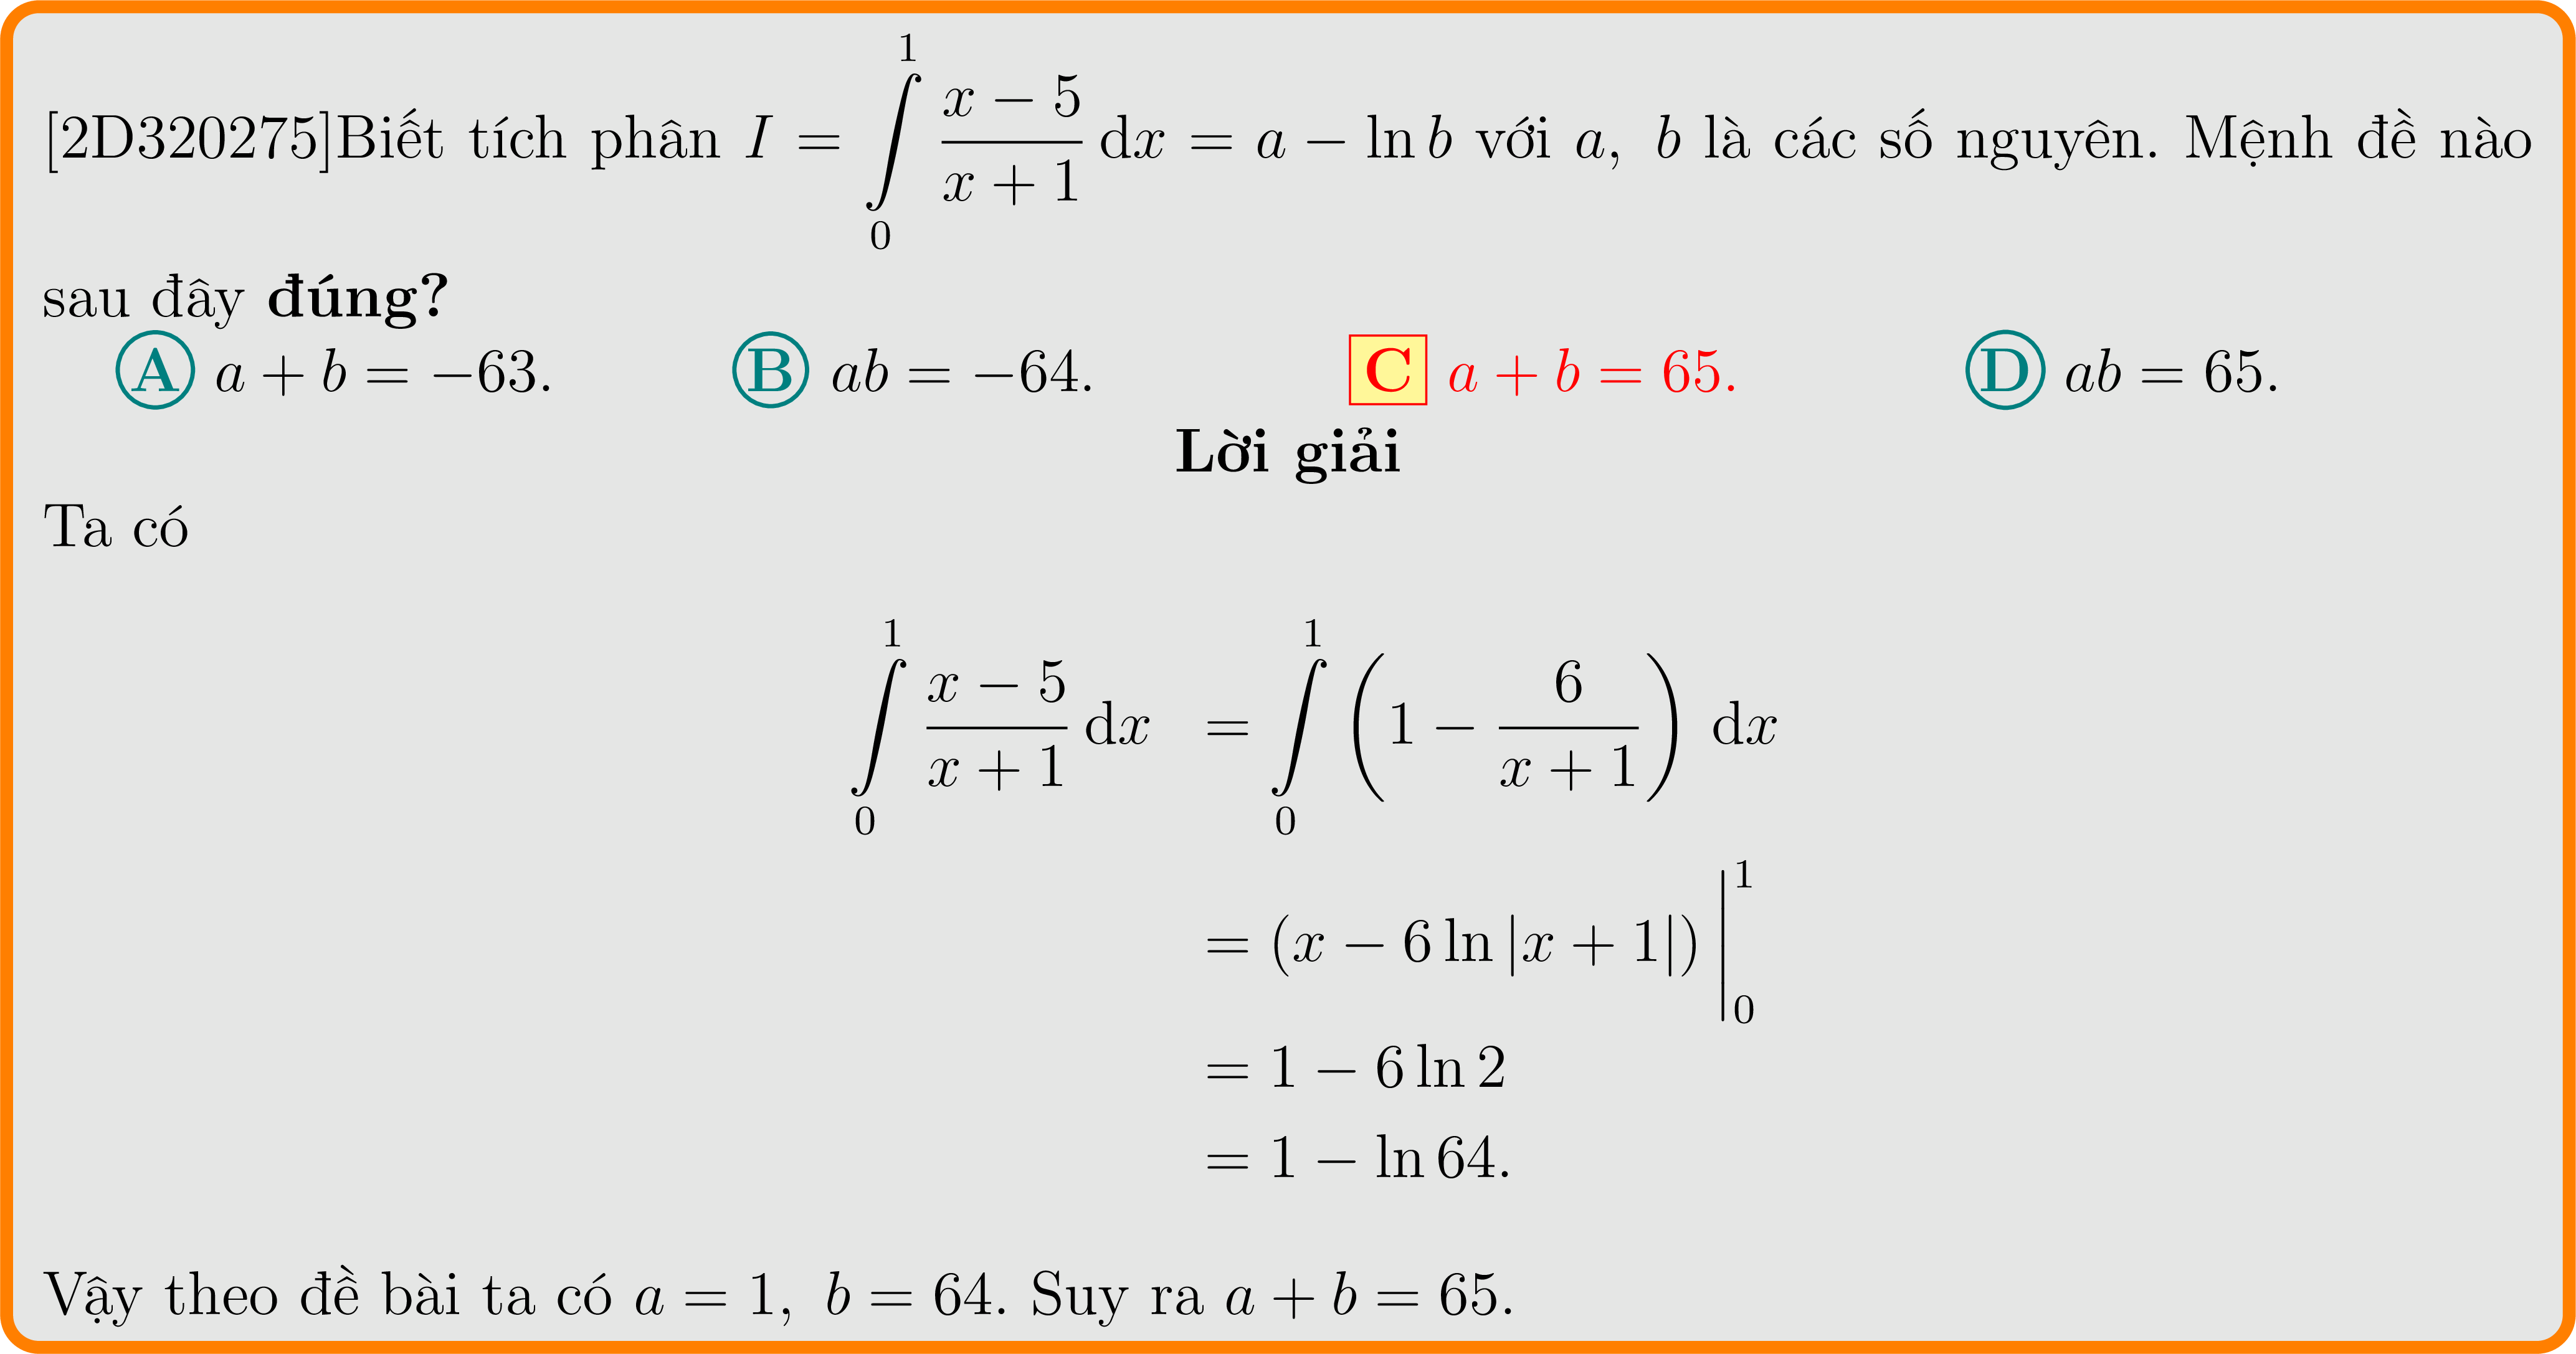 [2D320275]Biết tích phân $I = \int\limits_0^1 \frac{x-5}{x+1}\,\mathrm{d}x = a - \ln b$ với $a,\ b$ là các số nguyên. Mệnh đề nào
sau đây đúng?
A $a + b = -63$. B $ab = -64$. C $a + b = 65$. D $ab = 65$.
Lời giải
Ta có
$\int\limits_0^1 \frac{x-5}{x+1}\,\mathrm{d}x = \int\limits_0^1 \left(1 - \frac{6}{x+1}\right)\,\mathrm{d}x$
$= (x - 6\ln|x+1|)\Big|_0^1$
$= 1 - 6\ln 2$
$= 1 - \ln 64.$
Vậy theo đề bài ta có $a = 1,\ b = 64$. Suy ra $a + b = 65$.